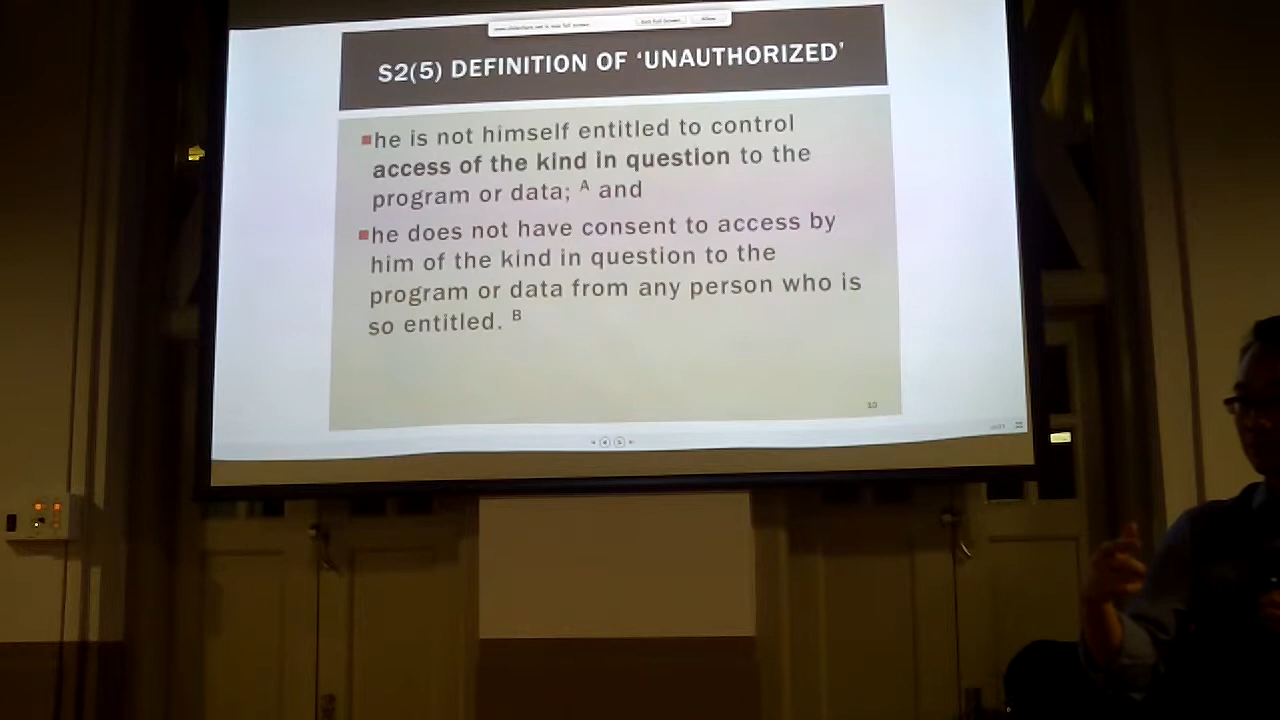 S2(5) DEFINITION OF ‘UNAUTHORIZED’
he is not himself entitled to control
access of the kind in question to the
program or data; A and
he does not have consent to access by
him of the kind in question to the
program or data from any person who is
so entitled. B